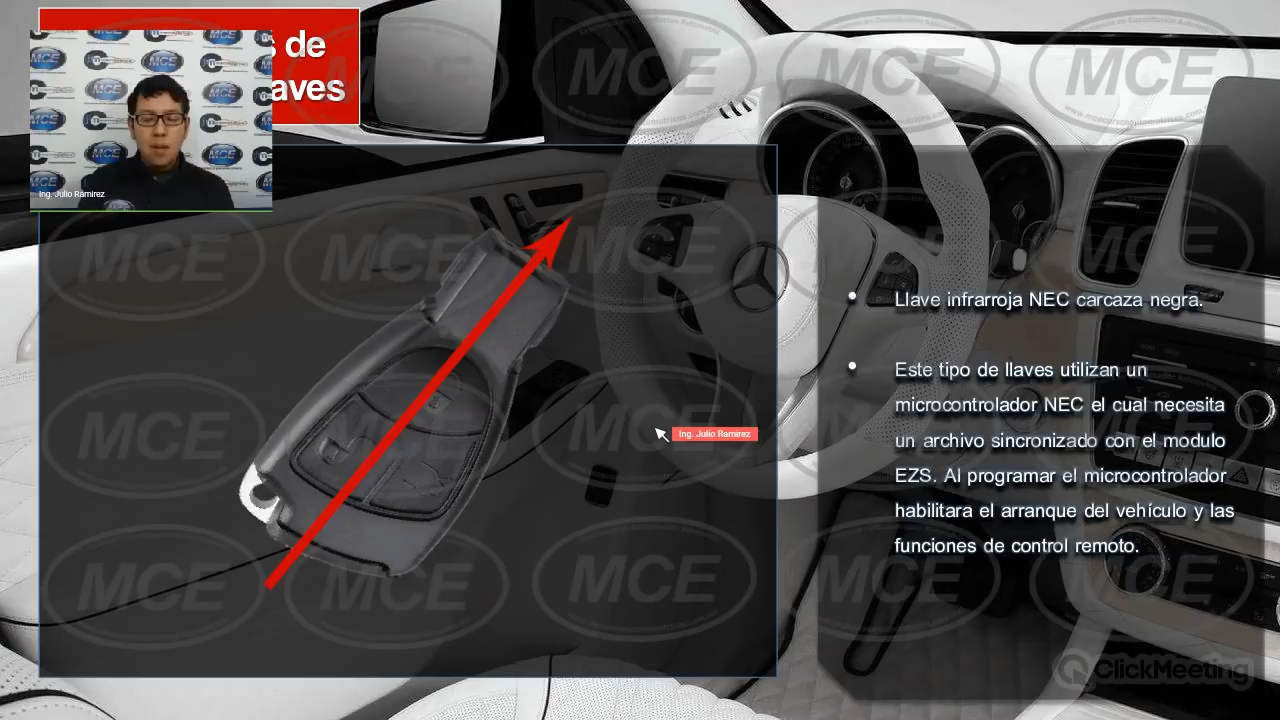 s de
aves
MCE
Ing. Julio Ramirez
Llave infrarroja NEC carcaza negra.
Este tipo de llaves utilizan un
microcontrolador NEC el cual necesita
un archivo sincronizado con el modulo
EZS. Al programar el microcontrolador
habilitara el arranque del vehículo y las
funciones de control remoto.
Ing. Julio Ramirez
ClickMeeting